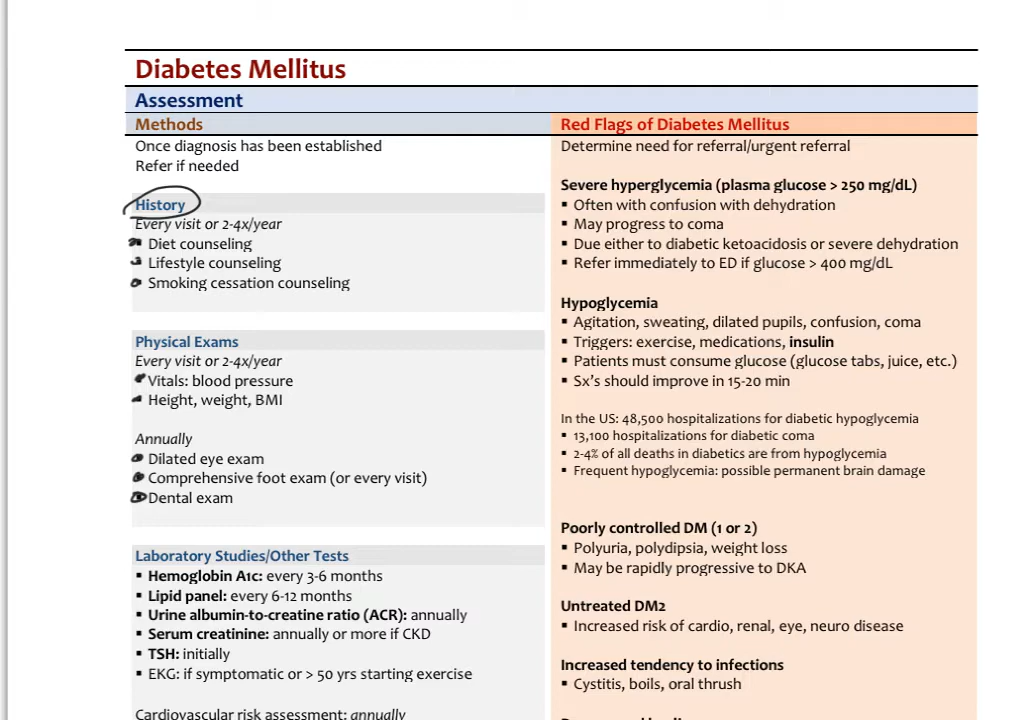 Diabetes Mellitus
Assessment
Methods
Once diagnosis has been established
Refer if needed
History
Every visit or 2-4x/year
Diet counseling
Lifestyle counseling
Smoking cessation counseling
Physical Exams
Every visit or 2-4x/year
Vitals: blood pressure
Height, weight, BMI
Annually
Dilated eye exam
Comprehensive foot exam (or every visit)
Dental exam
Laboratory Studies/Other Tests
▪ Hemoglobin A1c: every 3-6 months
▪ Lipid panel: every 6-12 months
▪ Urine albumin-to-creatine ratio (ACR): annually
▪ Serum creatinine: annually or more if CKD
▪ TSH: initially
▪ EKG: if symptomatic or > 50 yrs starting exercise
Cardiovascular risk assessment: annually
Red Flags of Diabetes Mellitus
Determine need for referral/urgent referral
Severe hyperglycemia (plasma glucose > 250 mg/dL)
▪ Often with confusion with dehydration
▪ May progress to coma
▪ Due either to diabetic ketoacidosis or severe dehydration
▪ Refer immediately to ED if glucose > 400 mg/dL
Hypoglycemia
▪ Agitation, sweating, dilated pupils, confusion, coma
▪ Triggers: exercise, medications, insulin
▪ Patients must consume glucose (glucose tabs, juice, etc.)
▪ Sx's should improve in 15-20 min
In the US: 48,500 hospitalizations for diabetic hypoglycemia
▪ 13,100 hospitalizations for diabetic coma
▪ 2-4% of all deaths in diabetics are from hypoglycemia
▪ Frequent hypoglycemia: possible permanent brain damage
Poorly controlled DM (1 or 2)
▪ Polyuria, polydipsia, weight loss
▪ May be rapidly progressive to DKA
Untreated DM2
▪ Increased risk of cardio, renal, eye, neuro disease
Increased tendency to infections
▪ Cystitis, boils, oral thrush